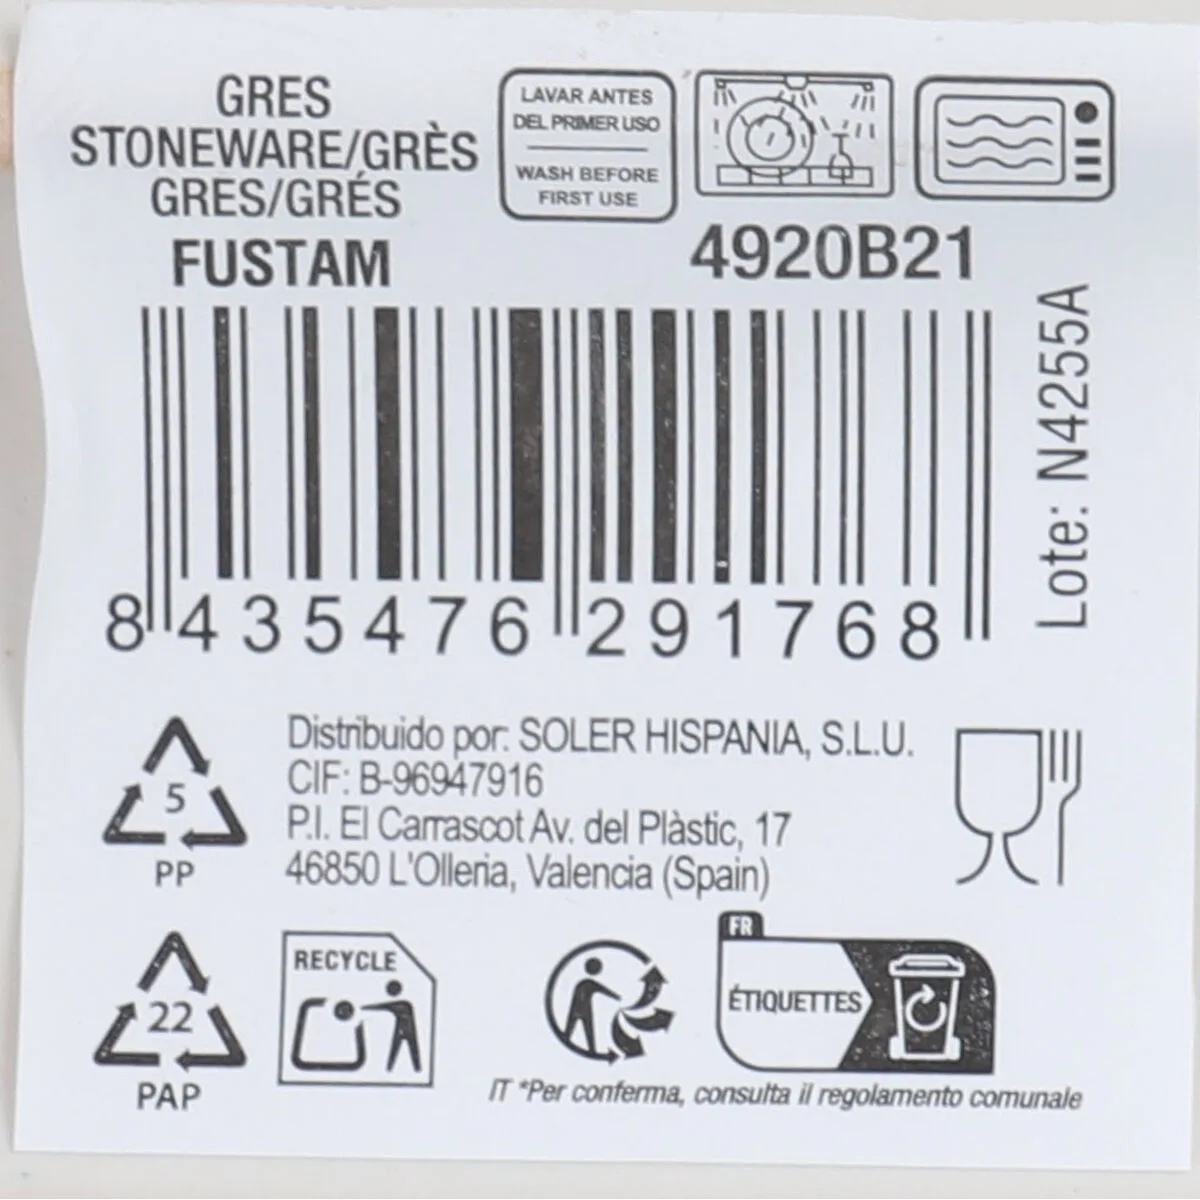 GRES
STONEWARE/GRÈS
GRES/GRÉS
FUSTAM
LAVAR ANTES
DEL PRIMER USO
WASH BEFORE
FIRST USE
4920B21
Lote: N4255A
8 435476 291768
Distribuido por: SOLER HISPANIA, S.L.U.
CIF: B-96947916
P.I. El Carrascot Av. del Plàstic, 17
46850 L'Olleria, Valencia (Spain)
5
PP
22
PAP
RECYCLE
FR
ÉTIQUETTES
IT *Per conferma, consulta il regolamento comunale